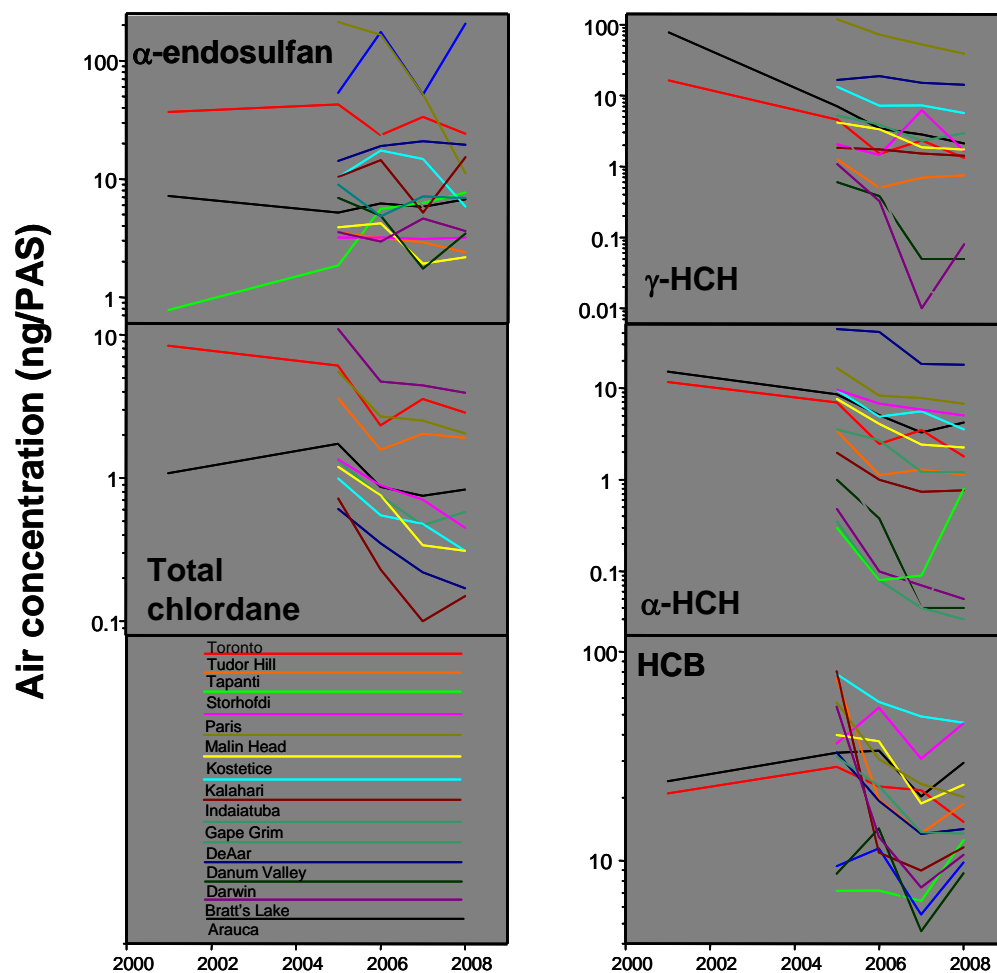 Air concentration (ng/PAS)
α-endosulfan
100
10
1
γ-HCH
100
10
1
0.1
0.01
Total
chlordane
10
1
0.1
α-HCH
10
1
0.1
Toronto
Tudor Hill
Tapanti
Storhofdi
Paris
Malin Head
Kostetice
Kalahari
Indaiatuba
Gape Grim
DeAar
Danum Valley
Darwin
Bratt's Lake
Arauca
2000 2002 2004 2006 2008
HCB
100
10
2000 2002 2004 2006 2008